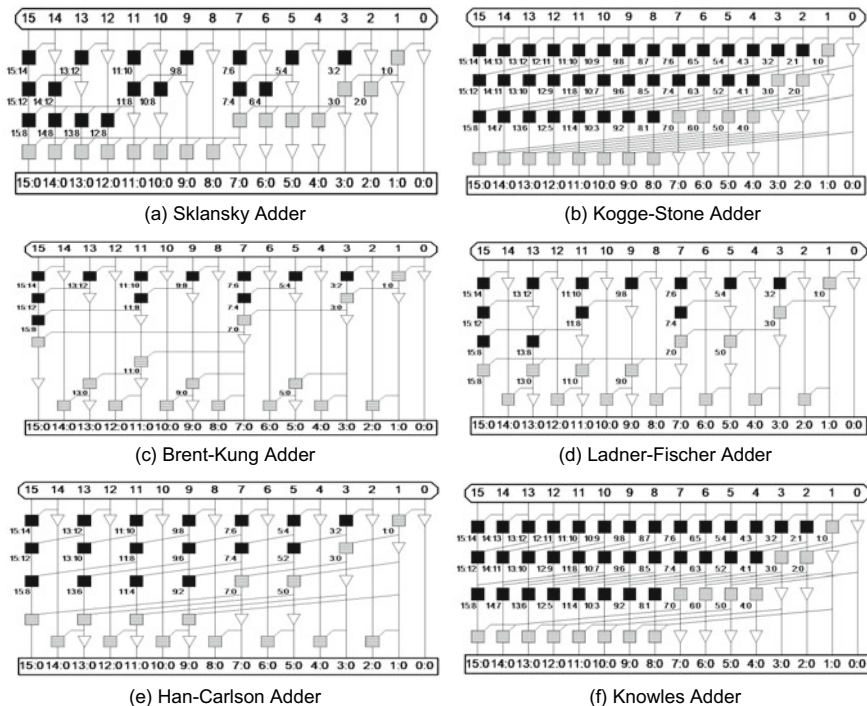 15 14 13 12 11 10 9 8 7 6 5 4 3 2 1 0
15:14 13:12 11:10 9:8 7:6 5:4 3:2 1:0
15:12 14:12 11:8 10:8 7:4 6:4 3:0 2:0
15:8 14:8 13:8 12:8
15:0 14:0 13:0 12:0 11:0 10:0 9:0 8:0 7:0 6:0 5:0 4:0 3:0 2:0 1:0 0:0
(a) Sklansky Adder
15 14 13 12 11 10 9 8 7 6 5 4 3 2 1 0
15:14 14:13 13:12 12:11 11:10 10:9 9:8 8:7 7:6 6:5 5:4 4:3 3:2 2:1 1:0
15:12 14:11 13:10 12:9 11:8 10:7 9:6 8:5 7:4 6:3 5:2 4:1 3:0 2:0
15:8 14:7 13:6 12:5 11:4 10:3 9:2 8:1 7:0 6:0 5:0 4:0
15:0 14:0 13:0 12:0 11:0 10:0 9:0 8:0 7:0 6:0 5:0 4:0 3:0 2:0 1:0 0:0
(b) Kogge-Stone Adder
15 14 13 12 11 10 9 8 7 6 5 4 3 2 1 0
15:14 13:12 11:10 9:8 7:6 5:4 3:2 1:0
15:12 11:8 7:4 3:0
15:8 7:0
11:0
13:0 9:0 5:0
15:0 14:0 13:0 12:0 11:0 10:0 9:0 8:0 7:0 6:0 5:0 4:0 3:0 2:0 1:0 0:0
(c) Brent-Kung Adder
15 14 13 12 11 10 9 8 7 6 5 4 3 2 1 0
15:14 13:12 11:10 9:8 7:6 5:4 3:2 1:0
15:12 11:8 7:4 3:0
15:8 13:8 7:0 5:0
15:8 13:0 11:0 9:0
15:0 14:0 13:0 12:0 11:0 10:0 9:0 8:0 7:0 6:0 5:0 4:0 3:0 2:0 1:0 0:0
(d) Ladner-Fischer Adder
15 14 13 12 11 10 9 8 7 6 5 4 3 2 1 0
15:14 13:12 11:10 9:8 7:6 5:4 3:2 1:0
15:12 13:10 11:8 9:6 7:4 5:2 3:0
15:8 13:6 11:4 9:2 7:0 5:0
15:0 14:0 13:0 12:0 11:0 10:0 9:0 8:0 7:0 6:0 5:0 4:0 3:0 2:0 1:0 0:0
(e) Han-Carlson Adder
15 14 13 12 11 10 9 8 7 6 5 4 3 2 1 0
15:14 14:13 13:12 12:11 11:10 10:9 9:8 8:7 7:6 6:5 5:4 4:3 3:2 2:1 1:0
15:12 14:11 13:10 12:9 11:8 10:7 9:6 8:5 7:4 6:3 5:2 4:1 3:0 2:0
15:8 14:7 13:6 12:5 11:4 10:3 9:2 8:1 7:0 6:0 5:0 4:0
15:0 14:0 13:0 12:0 11:0 10:0 9:0 8:0 7:0 6:0 5:0 4:0 3:0 2:0 1:0 0:0
(f) Knowles Adder